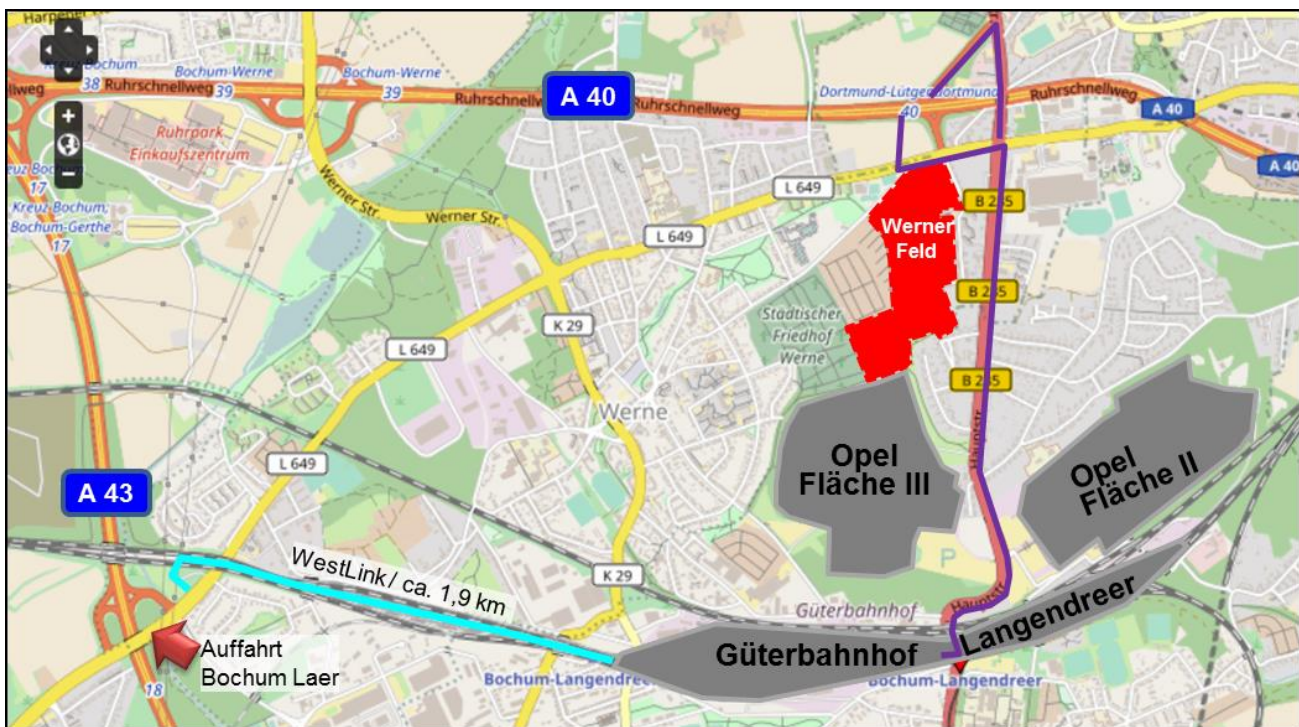 Harpener
Kreuz-Bochum
38
Bochum-Werne
39
Bochum-Werne
39
Ruhrschnellweg
A 40
Ruhrschnellweg
40
Ruhrschnellweg
A 40
A 40
Ruhrpark
Einkaufszentrum
17
Kreuz-Bochum;
Bochum-Gerthe
17
Werner Str.
Werner Str.
L 649
L 649
B 235
Werner
Feld
B 235
K 29
Städtischer
Friedhof
Werne
L 649
B 235
Werne
Hauptstr.
Opel
Fläche III
Opel
Fläche II
L 649
A 43
P
WestLink / ca. 1,9 km
K 29
Hauptstr.
Güterbahnhof
Güterbahnhof
Langendreer
Auffahrt
Bochum Laer
18
Bochum-Langendreer
Bochum-Langendreer